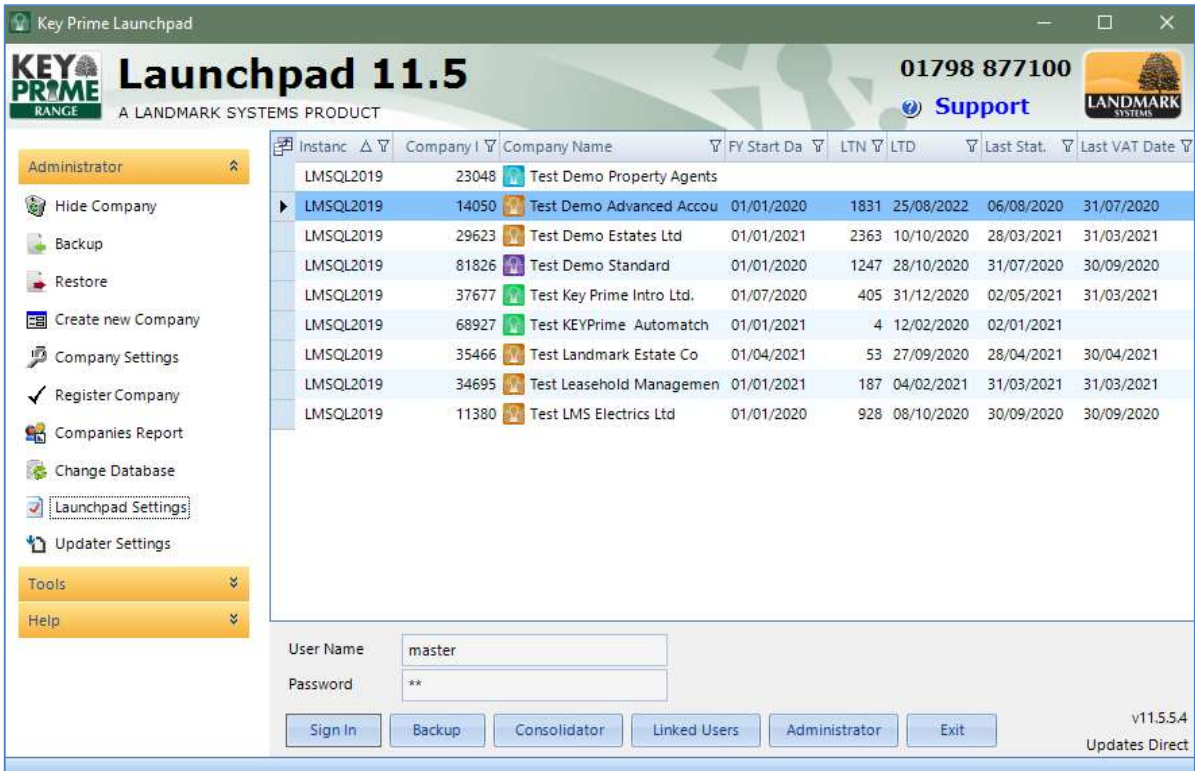 Key Prime Launchpad
KEY PRIME RANGE
Launchpad 11.5
A LANDMARK SYSTEMS PRODUCT
01798 877100
Support
LANDMARK SYSTEMS
Administrator
Hide Company
Backup
Restore
Create new Company
Company Settings
Register Company
Companies Report
Change Database
Launchpad Settings
Updater Settings
Tools
Help
Instanc Company I Company Name FY Start Da LTN LTD Last Stat. Last VAT Date
LMSQL2019 23048 Test Demo Property Agents
LMSQL2019 14050 Test Demo Advanced Accou 01/01/2020 1831 25/08/2022 06/08/2020 31/07/2020
LMSQL2019 29623 Test Demo Estates Ltd 01/01/2021 2363 10/10/2020 28/03/2021 31/03/2021
LMSQL2019 81826 Test Demo Standard 01/01/2020 1247 28/10/2020 31/07/2020 30/09/2020
LMSQL2019 37677 Test Key Prime Intro Ltd. 01/07/2020 405 31/12/2020 02/05/2021 31/03/2021
LMSQL2019 68927 Test KEYPrime Automatch 01/01/2021 4 12/02/2020 02/01/2021
LMSQL2019 35466 Test Landmark Estate Co 01/04/2021 53 27/09/2020 28/04/2021 30/04/2021
LMSQL2019 34695 Test Leasehold Managemen 01/01/2021 187 04/02/2021 31/03/2021 31/03/2021
LMSQL2019 11380 Test LMS Electrics Ltd 01/01/2020 928 08/10/2020 30/09/2020 30/09/2020
User Name master
Password **
Sign In Backup Consolidator Linked Users Administrator Exit
v11.5.5.4
Updates Direct